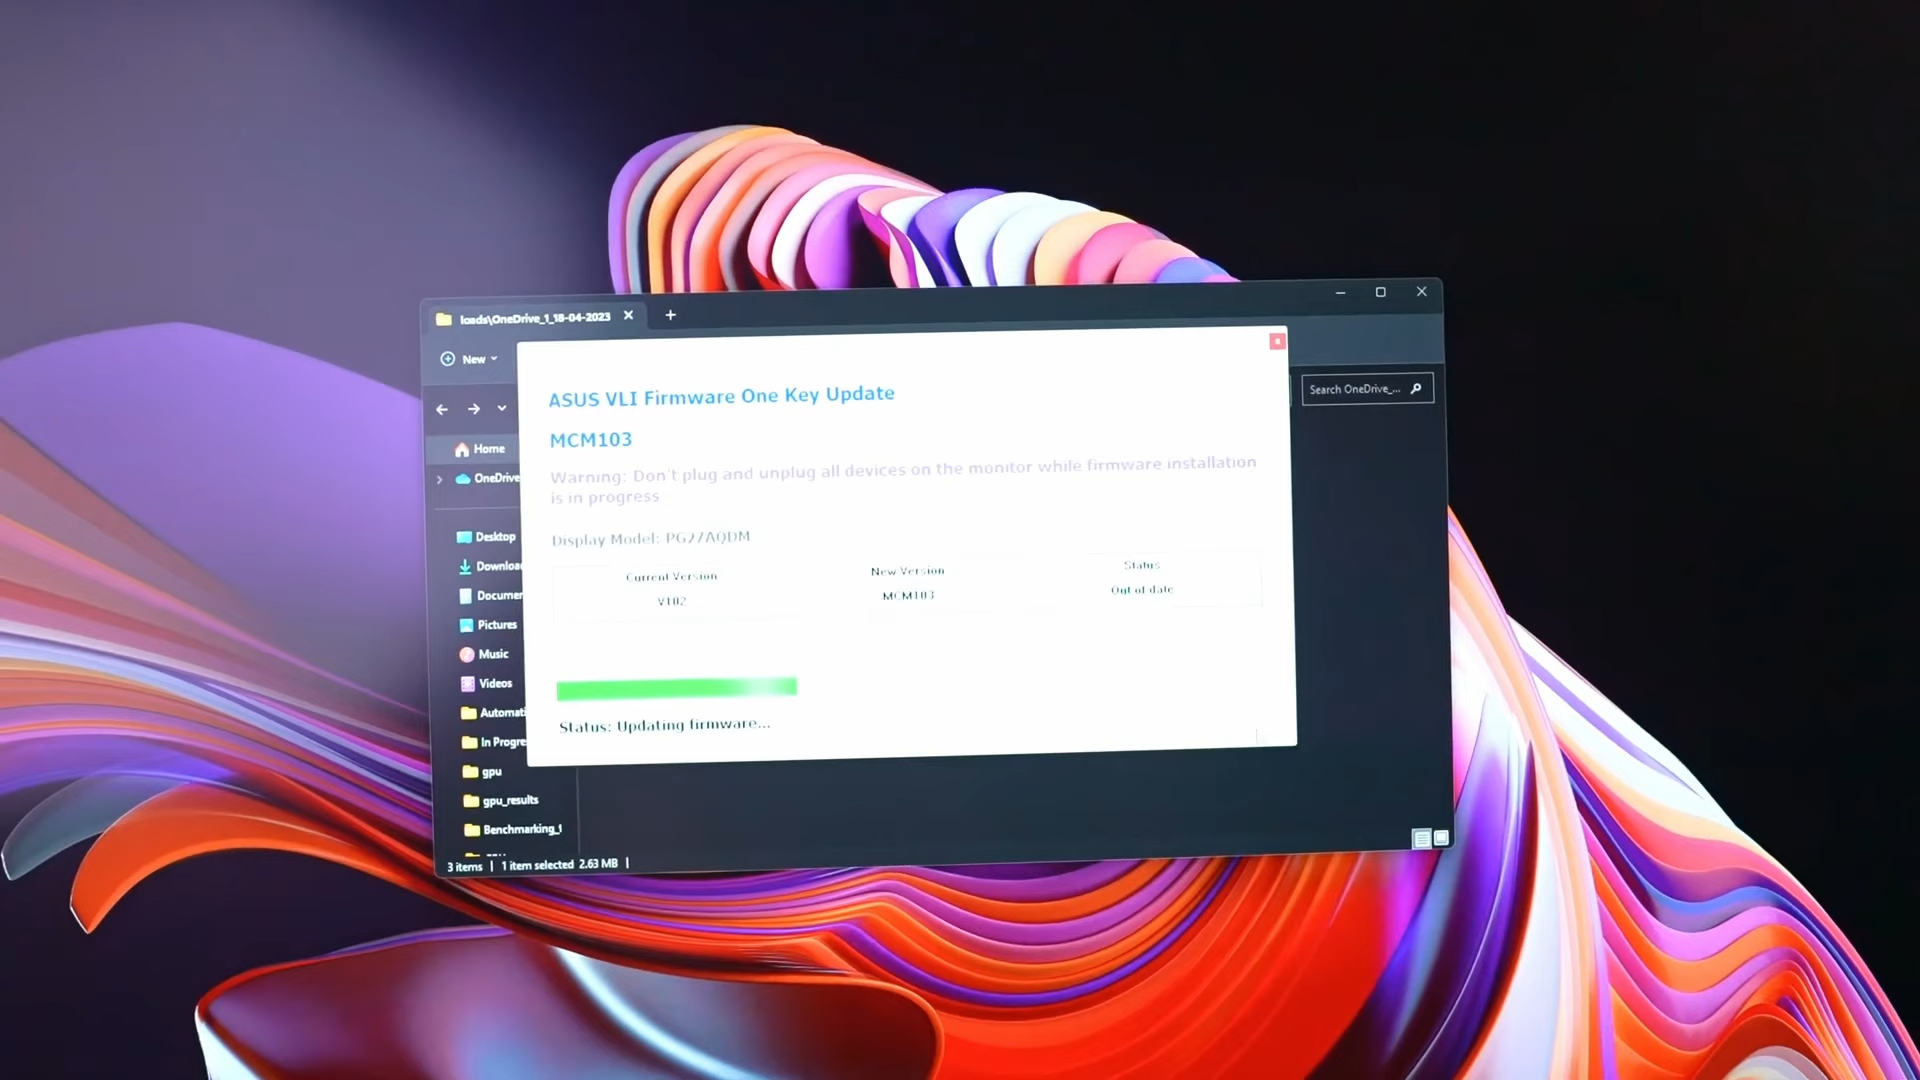 loads\OneDrive_1_18-04-2023
New
Search OneDrive_...
ASUS VLI Firmware One Key Update
MCM103
Warning: Don't plug and unplug all devices on the monitor while firmware installation
is in progress
Display Model: PG27AQDM
Current Version New Version Status
V102 MCM103 Out of date
Status: Updating firmware...
Home
OneDrive
Desktop
Downloa
Documen
Pictures
Music
Videos
Automati
In Progre
gpu
gpu_results
Benchmarking_1
3 items | 1 item selected 2.63 MB |